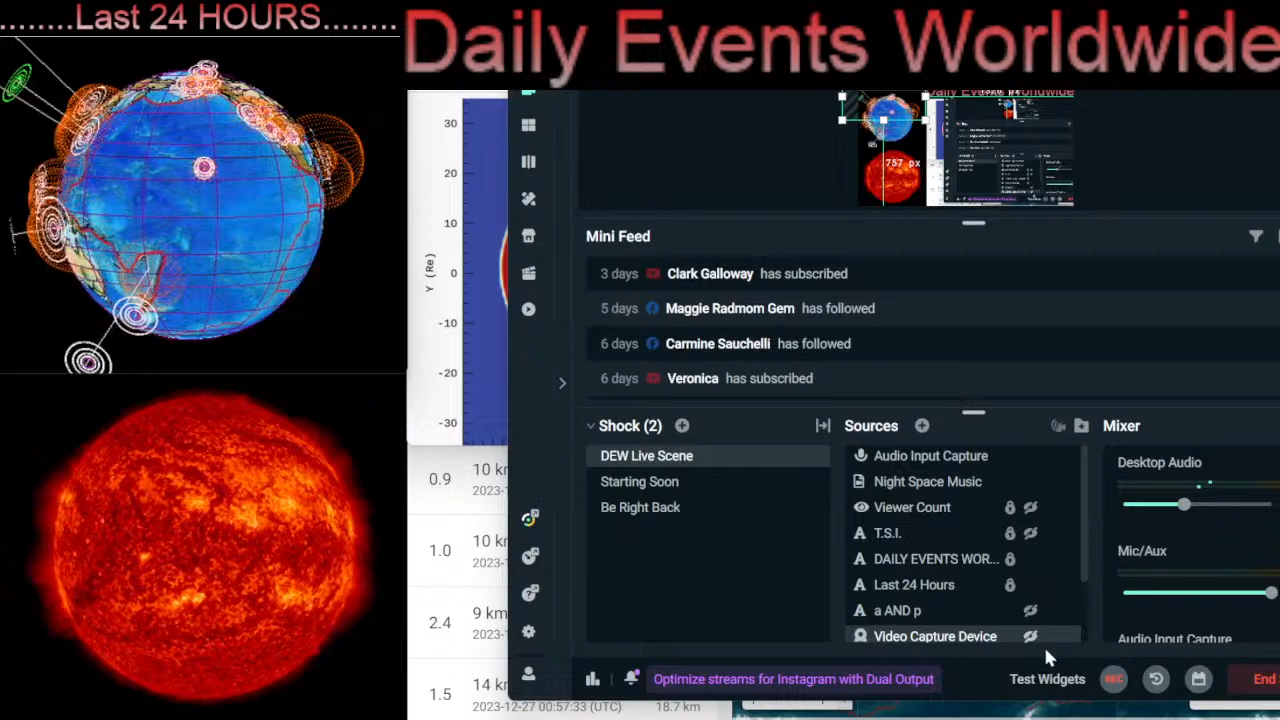 ........Last 24 HOURS........
Daily Events Worldwide
30
20
10
0
-10
-20
-30
Y (Re)
757 px
Mini Feed
3 days Clark Galloway has subscribed
5 days Maggie Radmom Gem has followed
6 days Carmine Sauchelli has followed
6 days Veronica has subscribed
Shock (2)
DEW Live Scene
Starting Soon
Be Right Back
Sources
Audio Input Capture
Night Space Music
Viewer Count
T.S.I.
DAILY EVENTS WOR...
Last 24 Hours
a AND p
Video Capture Device
Mixer
Desktop Audio
Mic/Aux
Audio Input Capture
0.9
10 k
2023-
1.0
10 k
2023-
2.4
9 km
2023-
1.5
14 k
2023-12-27 00:57:33 (UTC) 18.7 km
Optimize streams for Instagram with Dual Output
Test Widgets
REC
End